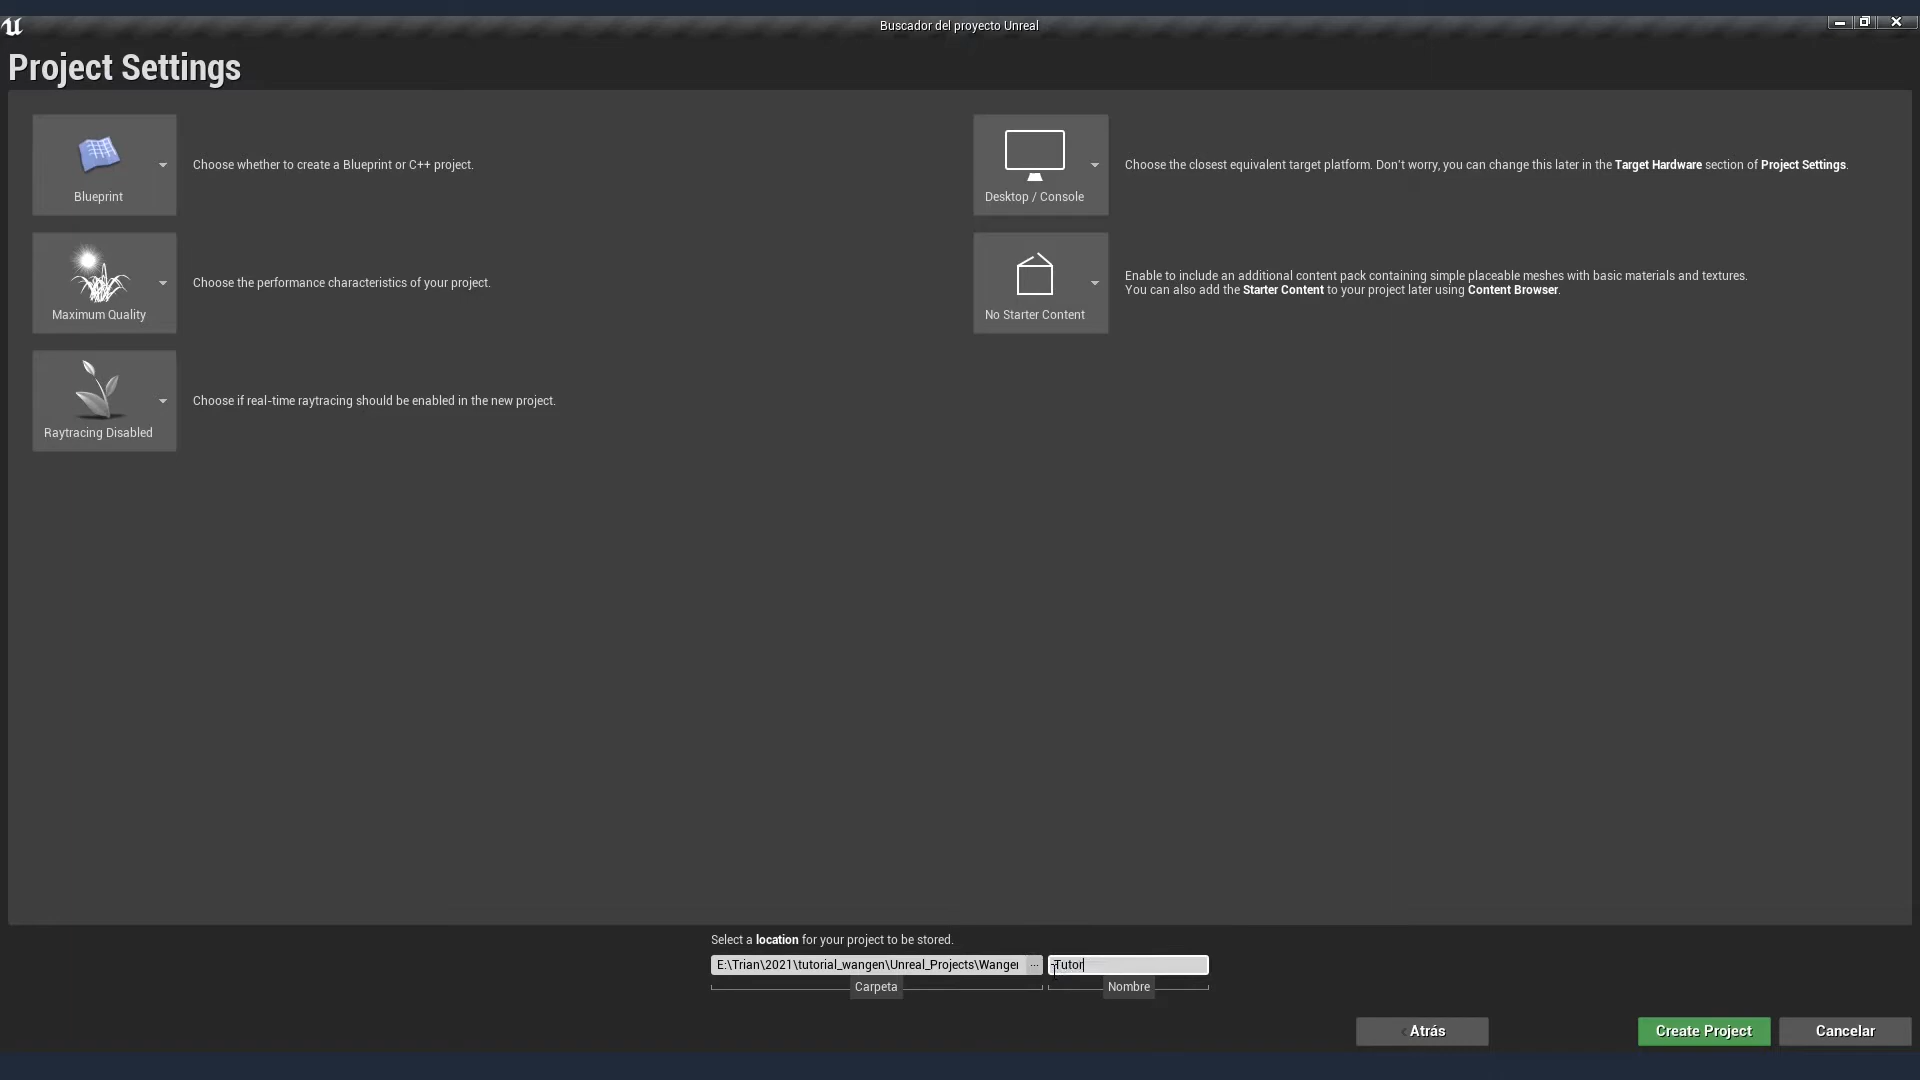 Buscador del proyecto Unreal
Project Settings
Blueprint
Choose whether to create a Blueprint or C++ project.
Desktop / Console
Choose the closest equivalent target platform. Don't worry, you can change this later in the Target Hardware section of Project Settings.
Maximum Quality
Choose the performance characteristics of your project.
No Starter Content
Enable to include an additional content pack containing simple placeable meshes with basic materials and textures.
You can also add the Starter Content to your project later using Content Browser.
Raytracing Disabled
Choose if real-time raytracing should be enabled in the new project.
Select a location for your project to be stored.
E:\Trian\2021\tutorial_wangen\Unreal_Projects\Wangen
...
Tutor
Carpeta
Nombre
Atrás
Create Project
Cancelar